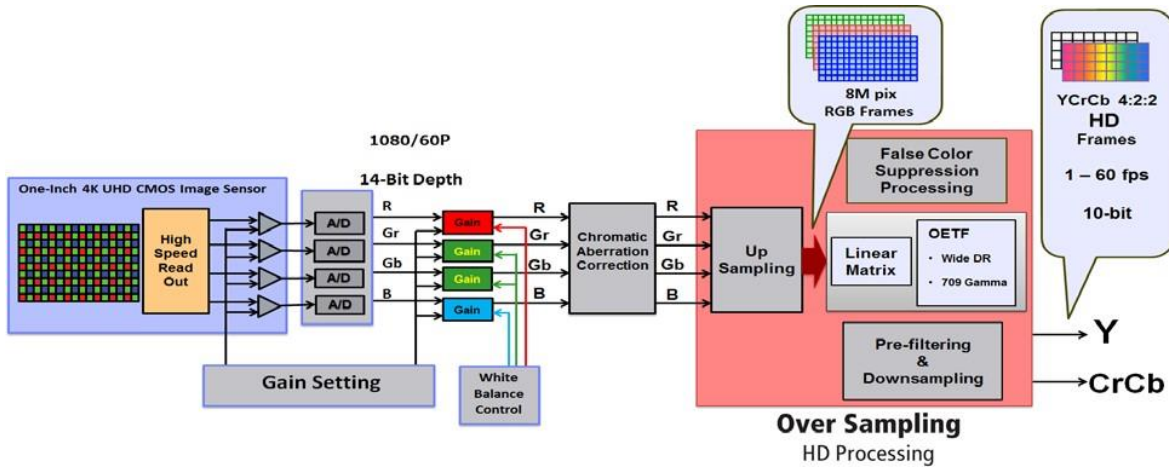 8M pix
RGB Frames
YCrCb 4:2:2
HD
Frames
1 – 60 fps
10-bit
1080/60P
14-Bit Depth
One-Inch 4K UHD CMOS Image Sensor
High
Speed
Read
Out
A/D
A/D
A/D
A/D
R
Gr
Gb
B
Gain
Gain
Gain
Gain
R
Gr
Gb
B
Chromatic
Aberration
Correction
R
Gr
Gb
B
Up
Sampling
False Color
Suppression
Processing
Linear
Matrix
OETF
• Wide DR
• 709 Gamma
Pre-filtering
&
Downsampling
Y
CrCb
Gain Setting
White
Balance
Control
Over Sampling
HD Processing